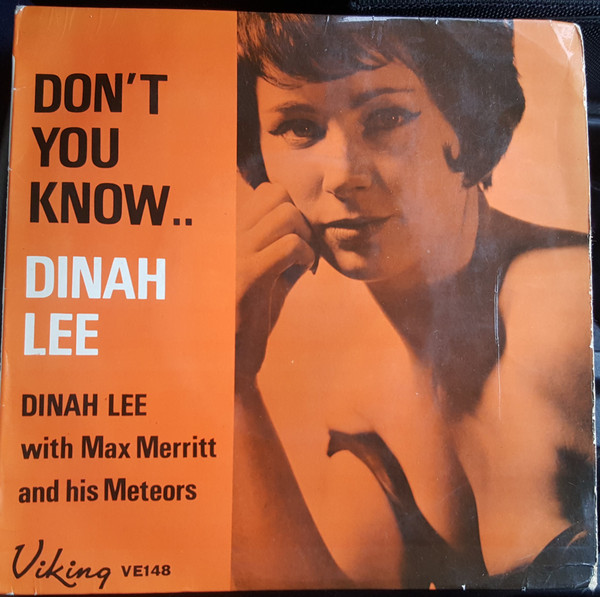 DON'T
YOU
KNOW..
DINAH
LEE
DINAH LEE
with Max Merritt
and his Meteors
Viking VE148